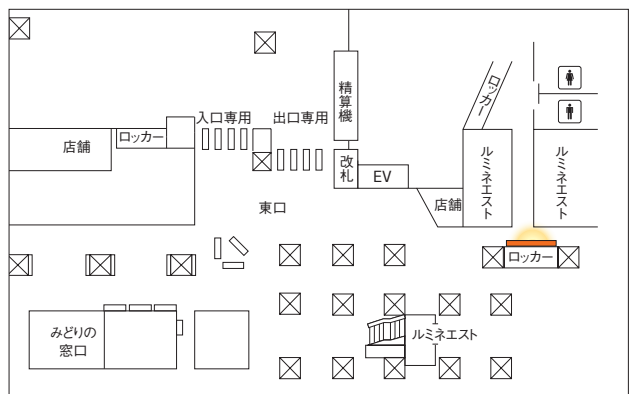 精算機
ロッカー
入口専用
出口専用
店舗
ロッカー
改札
EV
ルミネエスト
ルミネエスト
店舗
東口
ロッカー
みどりの
窓口
ルミネエスト